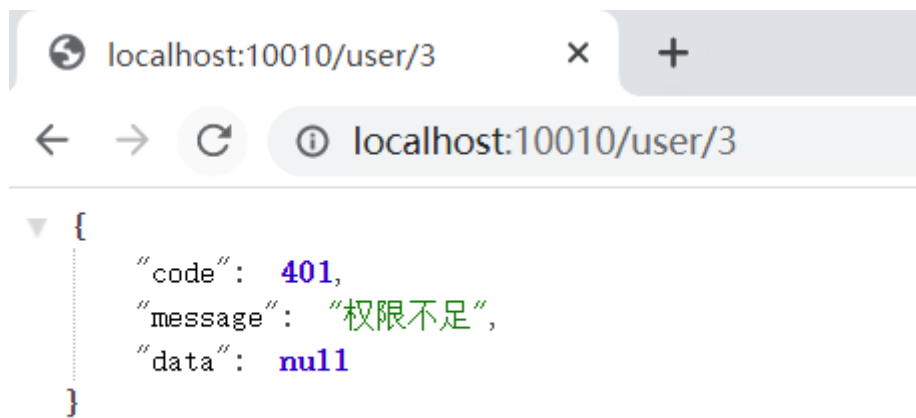 localhost:10010/user/3
localhost:10010/user/3
{
"code": 401,
"message": "权限不足",
"data": null
}